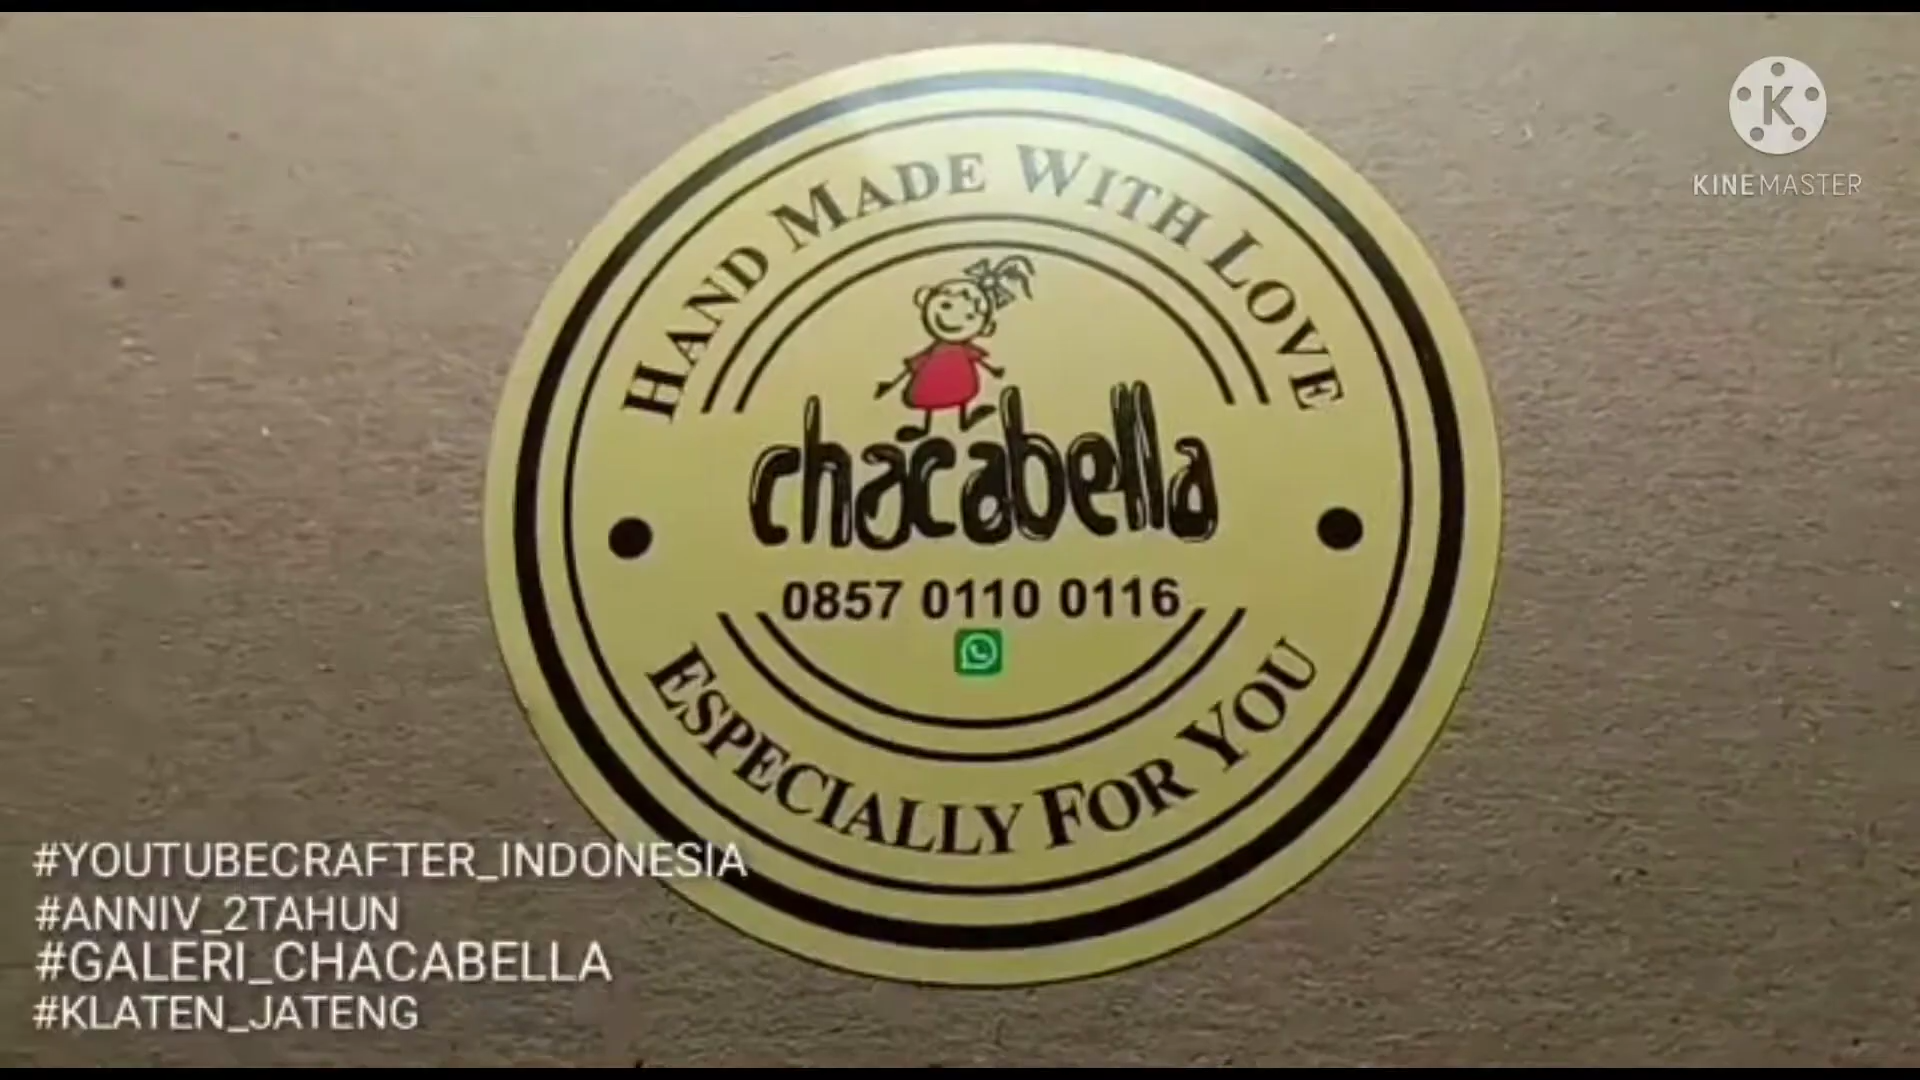 KINEMASTER
HAND MADE WITH LOVE
chacabella
0857 0110 0116
ESPECIALLY FOR YOU
#YOUTUBECRAFTER_INDONESIA
#ANNIV_2TAHUN
#GALERI_CHACABELLA
#KLATEN_JATENG